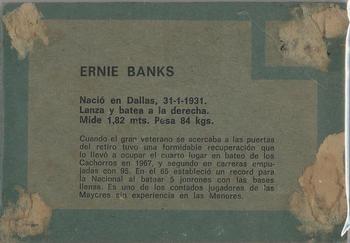 ERNIE BANKS
Nació en Dallas, 31-1-1931.
Lanza y batea a la derecha.
Mide 1,82 mts. Pesa 84 kgs.
Cuando el gran veterano se acercaba a las puertas
del retiro tuvo una formidable recuperación que
lo llevó a ocupar el cuarto lugar en bateo de los
Cachorros en 1967, y segundo en carreras empu-
jadas con 95. En el 65 estableció un record para
la Nacional al batear 5 jonrones con las bases
llenas. Es uno de los contados jugadores de las
Mayores sin experiencia en las Menores.